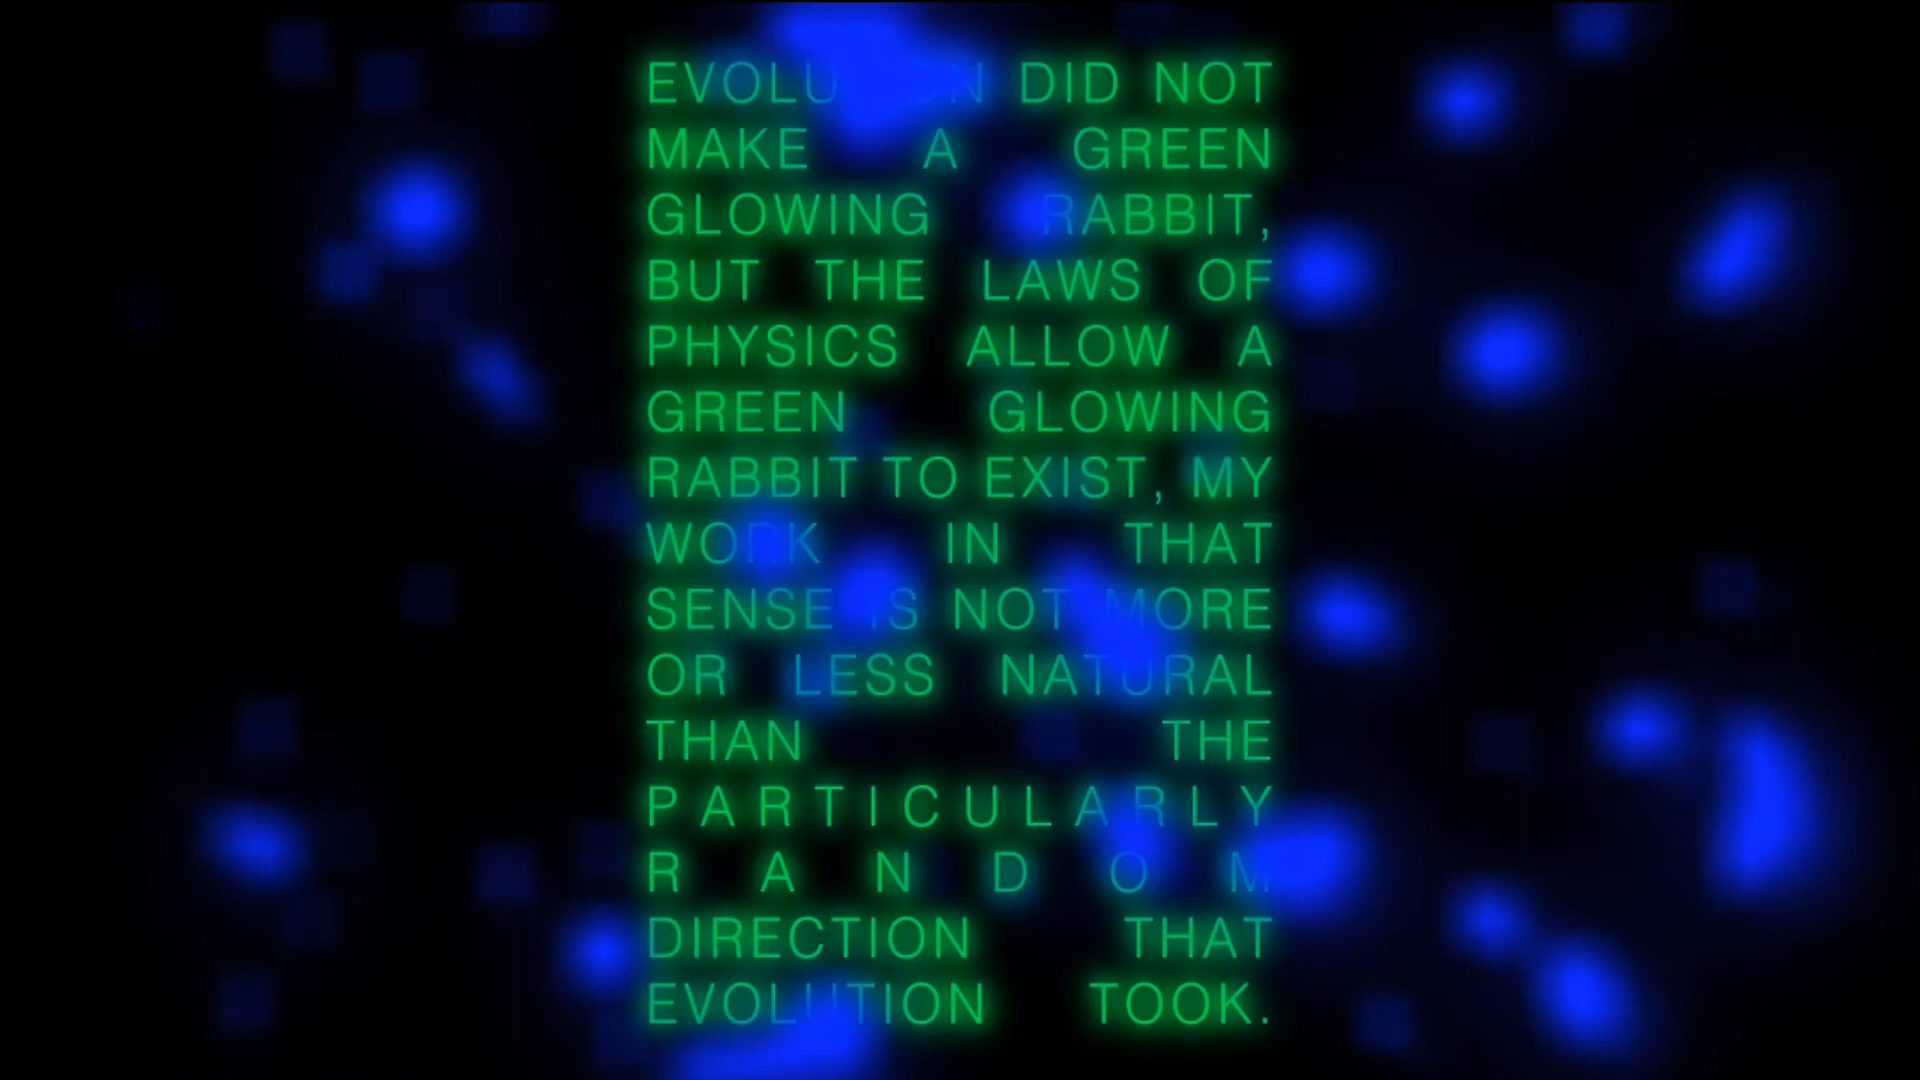 EVOLUTION DID NOT
MAKE A GREEN
GLOWING RABBIT,
BUT THE LAWS OF
PHYSICS ALLOW A
GREEN GLOWING
RABBIT TO EXIST, MY
WORK IN THAT
SENSE IS NOT MORE
OR LESS NATURAL
THAN THE
PARTICULARLY
RANDOM
DIRECTION THAT
EVOLUTION TOOK.